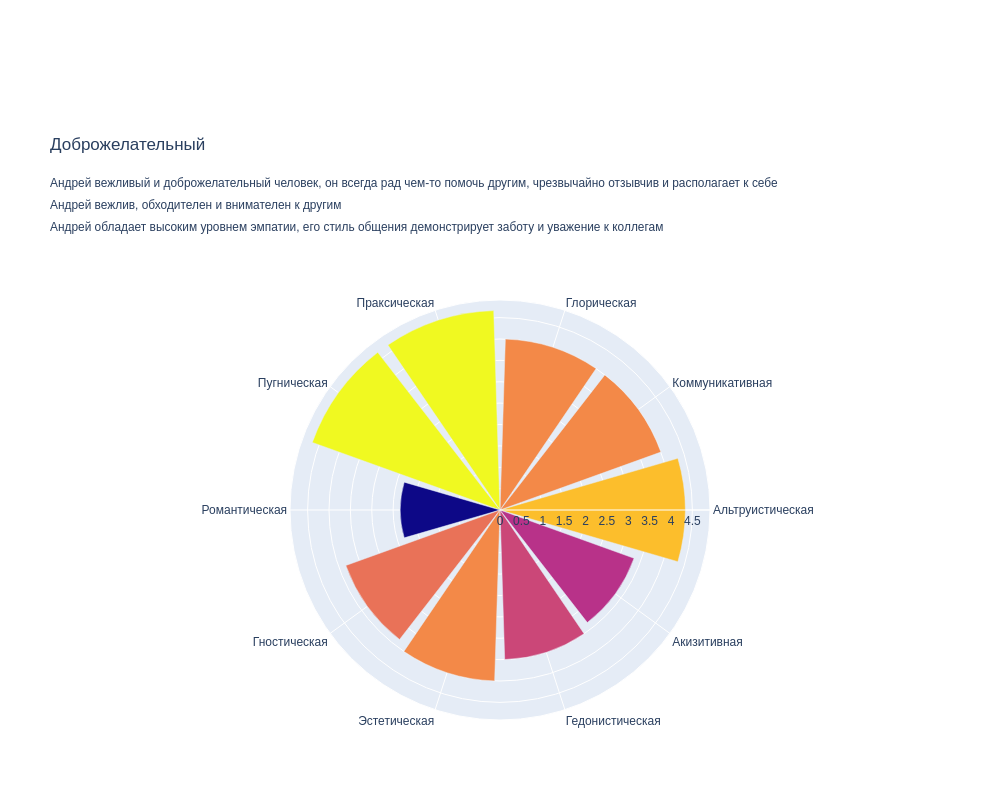 Доброжелательный
Андрей вежливый и доброжелательный человек, он всегда рад чем-то помочь другим, чрезвычайно отзывчив и располагает к себе
Андрей вежлив, обходителен и внимателен к другим
Андрей обладает высоким уровнем эмпатии, его стиль общения демонстрирует заботу и уважение к коллегам
Праксическая
Глорическая
Пугническая
Коммуникативная
Романтическая
Альтруистическая
0 0.5 1 1.5 2 2.5 3 3.5 4 4.5
Гностическая
Акизитивная
Эстетическая
Гедонистическая